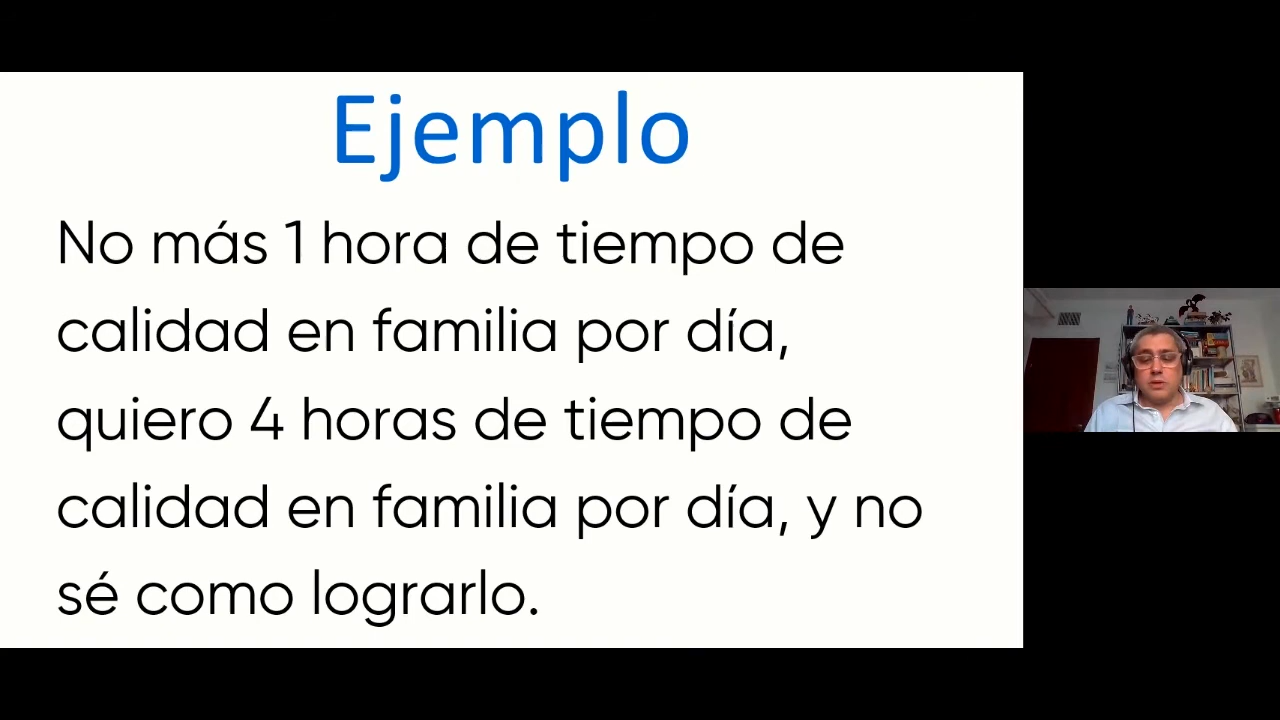 Ejemplo
No más 1 hora de tiempo de
calidad en familia por día,
quiero 4 horas de tiempo de
calidad en familia por día, y no
sé como lograrlo.